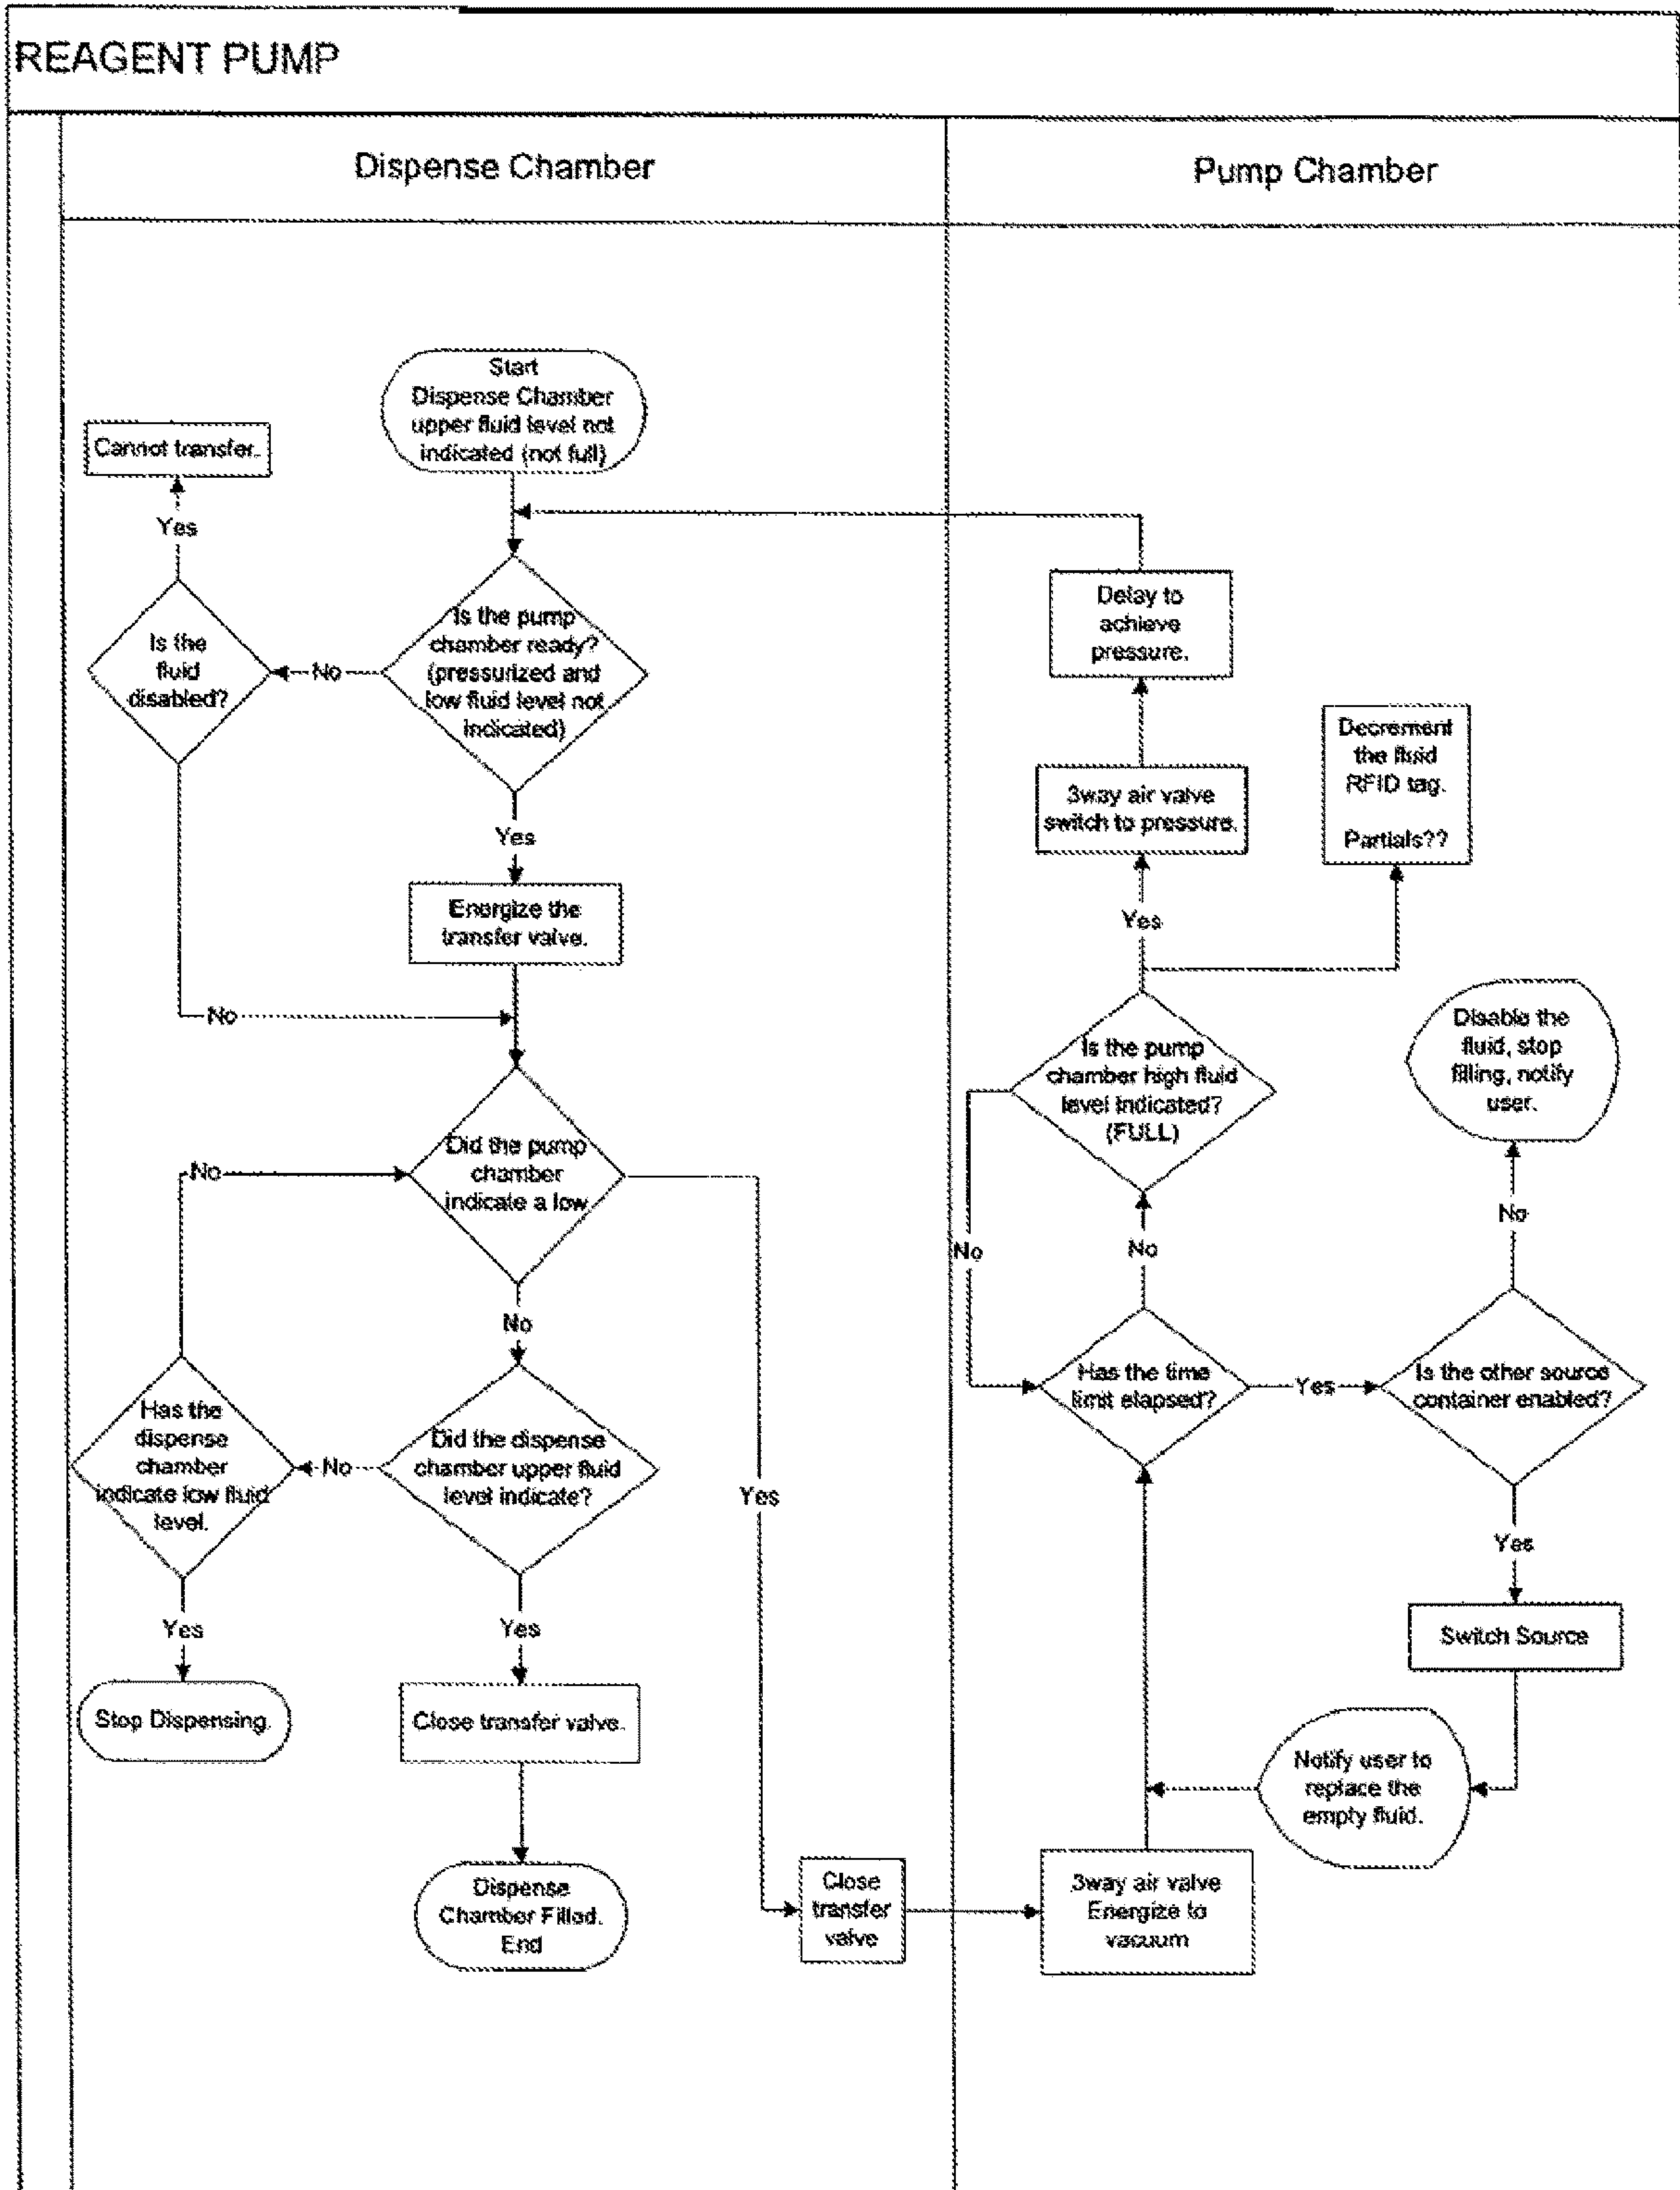 REAGENT PUMP
Dispense Chamber
Pump Chamber
Start
Dispense Chamber
upper fluid level not
indicated (not full)
Cannot transfer.
Yes
Is the
fluid
disabled?
No
Is the pump
chamber ready?
(pressurized and
low fluid level not
indicated)
Yes
Energize the
transfer valve.
No
Did the pump
chamber
indicate a low
No
No
Has the
dispense
chamber
indicate low fluid
level.
No
Did the dispense
chamber upper fluid
level indicate?
Yes
Yes
Yes
Stop Dispensing.
Close transfer valve.
Dispense
Chamber Filled.
End
Close
transfer
valve
Delay to
achieve
pressure.
3way air valve
switch to pressure.
Decrement
the fluid
RFID tag.
Partials??
Yes
Is the pump
chamber high fluid
level indicated?
(FULL)
Disable the
fluid, stop
filling, notify
user.
No
No
No
Has the time
limit elapsed?
Yes
Is the other source
container enabled?
Yes
Switch Source
Notify user to
replace the
empty fluid.
3way air valve
Energize to
vacuum